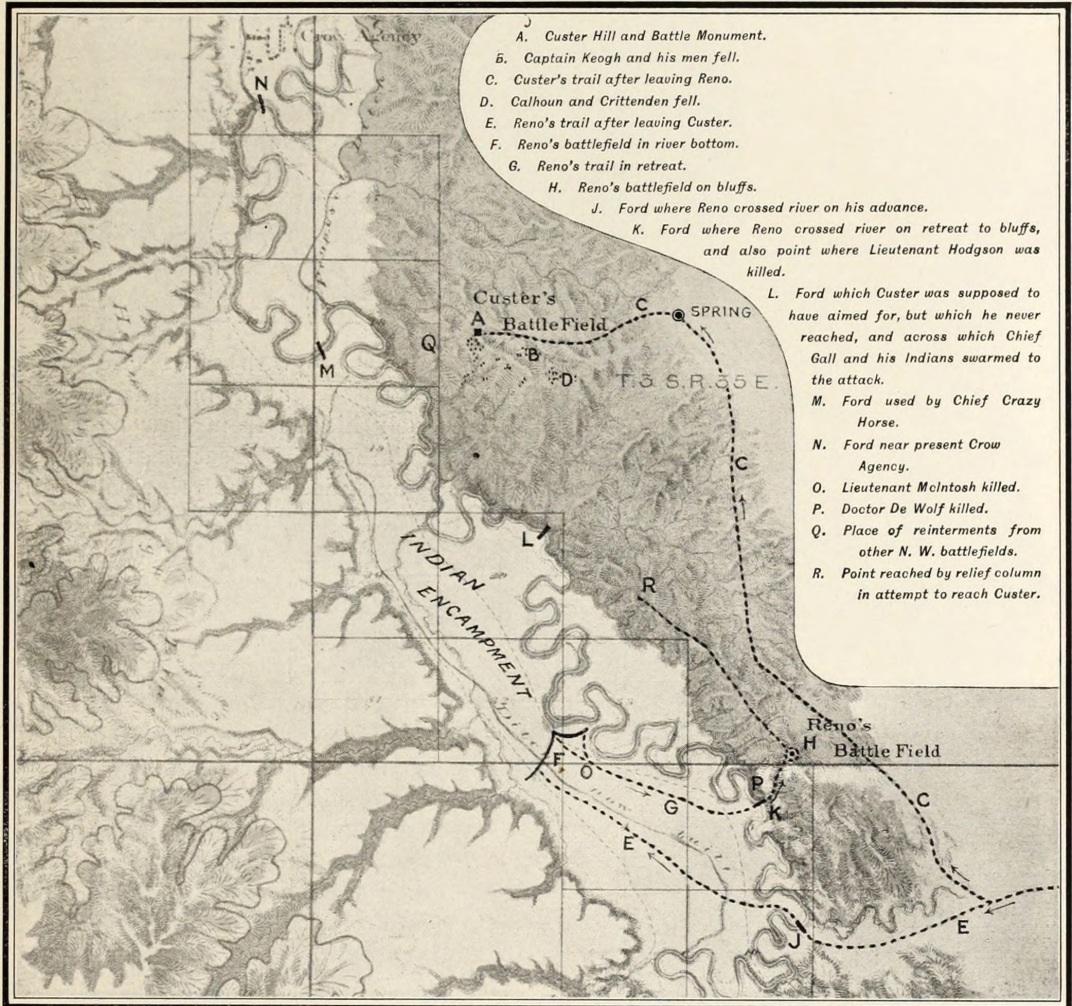 A. Custer Hill and Battle Monument.
B. Captain Keogh and his men fell.
C. Custer's trail after leaving Reno.
D. Calhoun and Crittenden fell.
E. Reno's trail after leaving Custer.
F. Reno's battlefield in river bottom.
G. Reno's trail in retreat.
H. Reno's battlefield on bluffs.
J. Ford where Reno crossed river on his advance.
K. Ford where Reno crossed river on retreat to bluffs,
and also point where Lieutenant Hodgson was
killed.
L. Ford which Custer was supposed to
have aimed for, but which he never
reached, and across which Chief
Gall and his Indians swarmed to
the attack.
M. Ford used by Chief Crazy
Horse.
N. Ford near present Crow
Agency.
O. Lieutenant McIntosh killed.
P. Doctor De Wolf killed.
Q. Place of reinterments from
other N. W. battlefields.
R. Point reached by relief column
in attempt to reach Custer.
Crow Agency
N
Custer's
Battle Field
A
C
SPRING
Q
B
M
D
T. 3 S. R. 35 E.
C
L
INDIAN
ENCAMPMENT
R
Reno's
H
Battle Field
F
O
P
G
K
C
E
J
E